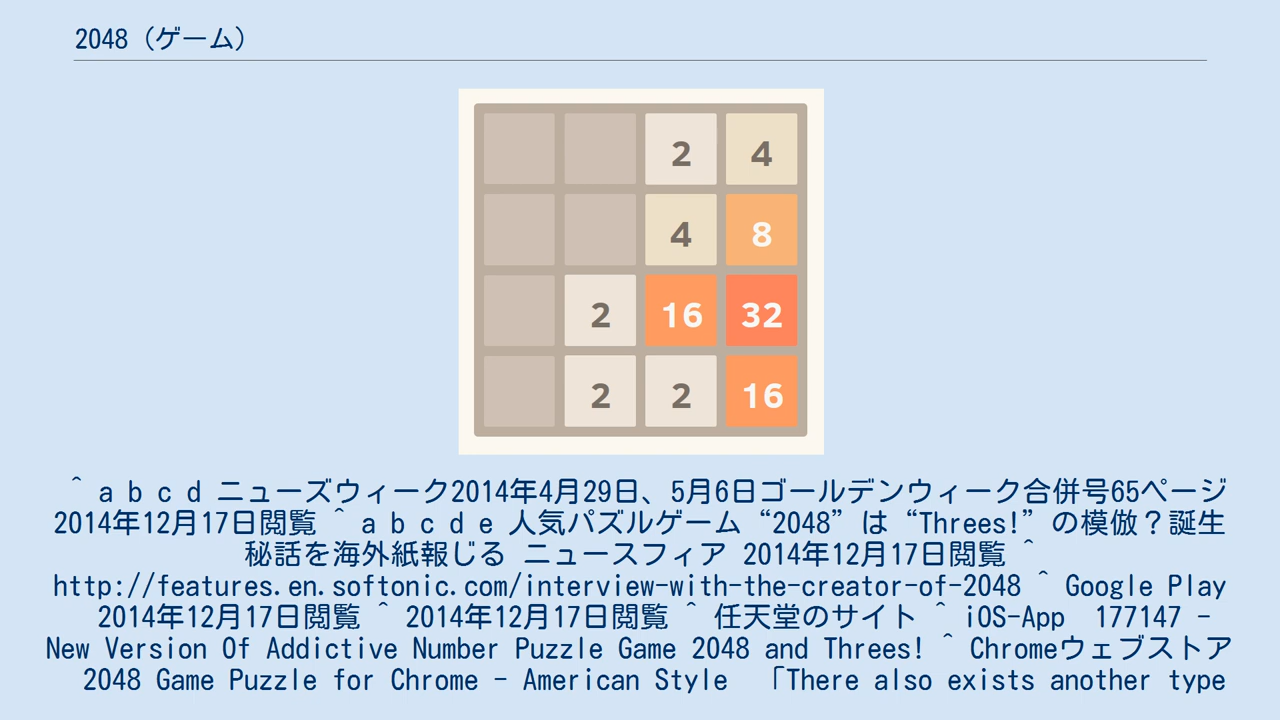 2048（ゲーム）
2 4
4 8
2 16 32
2 2 16
^ a b c d ニューズウィーク2014年4月29日、5月6日ゴールデンウィーク合併号65ページ
2014年12月17日閲覧 ^ a b c d e 人気パズルゲーム“2048”は“Threes!”の模倣？誕生
秘話を海外紙報じる ニュースフィア 2014年12月17日閲覧 ^
http://features.en.softonic.com/interview-with-the-creator-of-2048 ^ Google Play
2014年12月17日閲覧 ^ 2014年12月17日閲覧 ^ 任天堂のサイト ^ iOS-App  177147 -
New Version Of Addictive Number Puzzle Game 2048 and Threes! ^ Chromeウェブストア
2048 Game Puzzle for Chrome - American Style  「There also exists another type